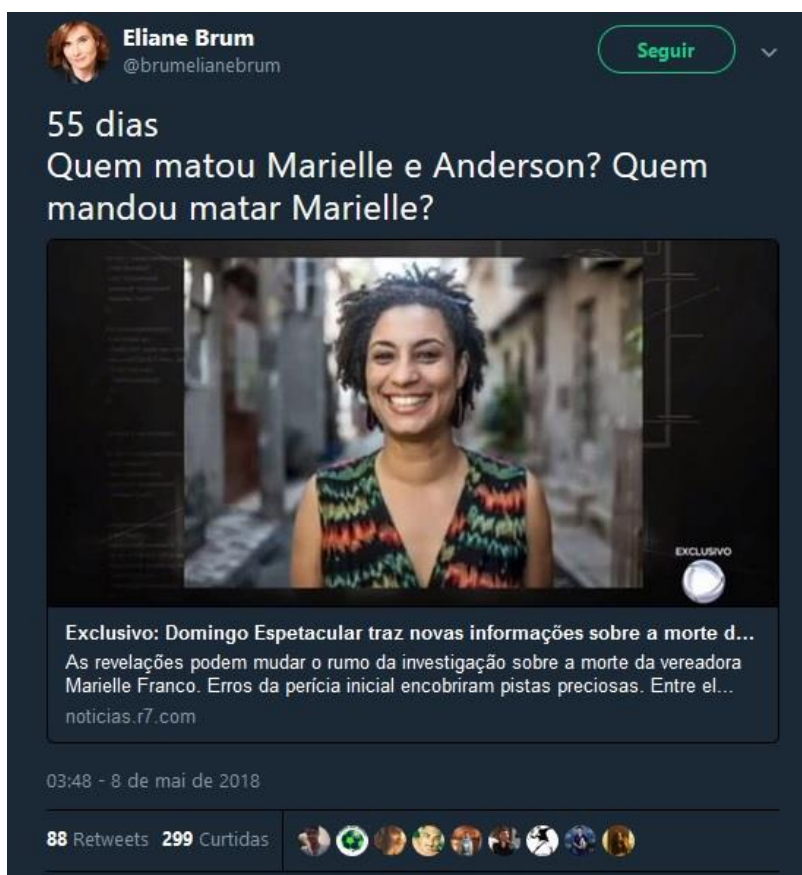 Eliane Brum
@brumelianebrum
Seguir
55 dias
Quem matou Marielle e Anderson? Quem
mandou matar Marielle?
EXCLUSIVO
Exclusivo: Domingo Espetacular traz novas informações sobre a morte d...
As revelações podem mudar o rumo da investigação sobre a morte da vereadora
Marielle Franco. Erros da perícia inicial encobriram pistas preciosas. Entre el...
noticias.r7.com
03:48 - 8 de mai de 2018
88 Retweets 299 Curtidas